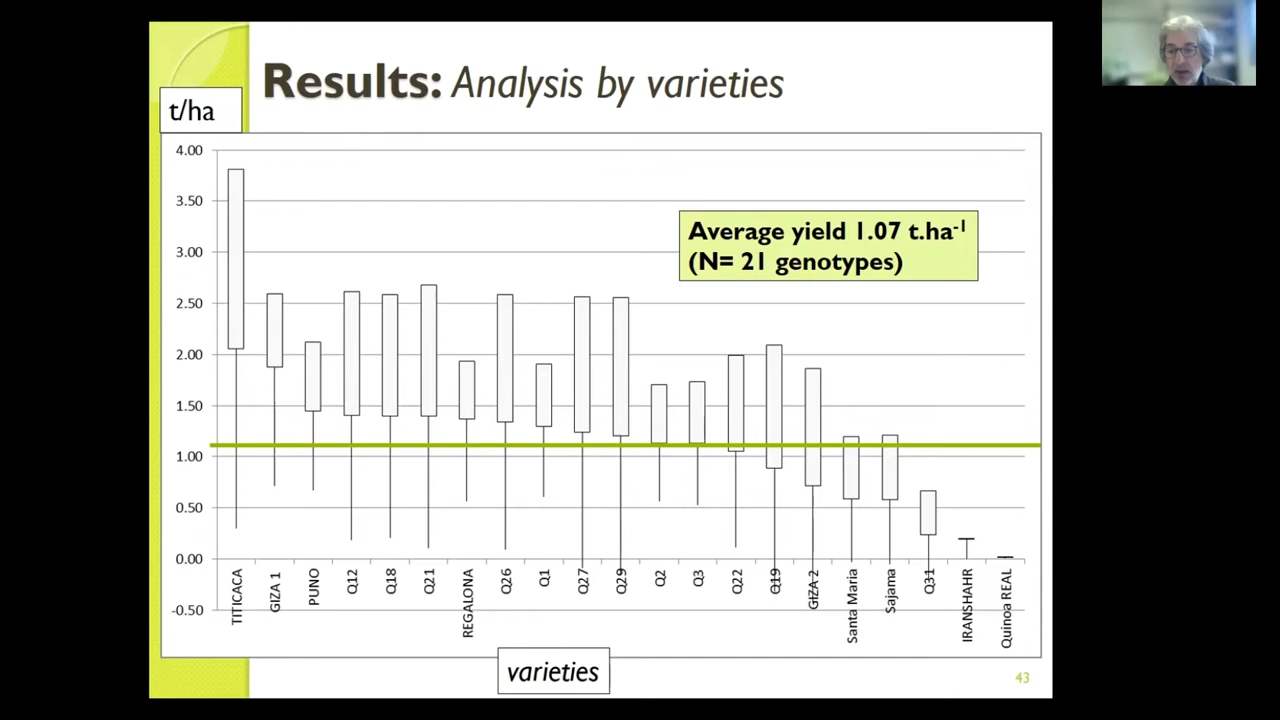 Results: Analysis by varieties
t/ha
4.00
3.50
3.00
2.50
2.00
1.50
1.00
0.50
0.00
-0.50
Average yield 1.07 t.ha-1
(N= 21 genotypes)
TITICACA
GIZA 1
PUNO
Q12
Q18
Q21
REGALONA
Q26
Q1
Q27
Q29
Q2
Q3
Q22
Q19
GIZA 2
Santa Maria
Sajama
Q31
IRANSHAHR
Quinoa REAL
varieties
43